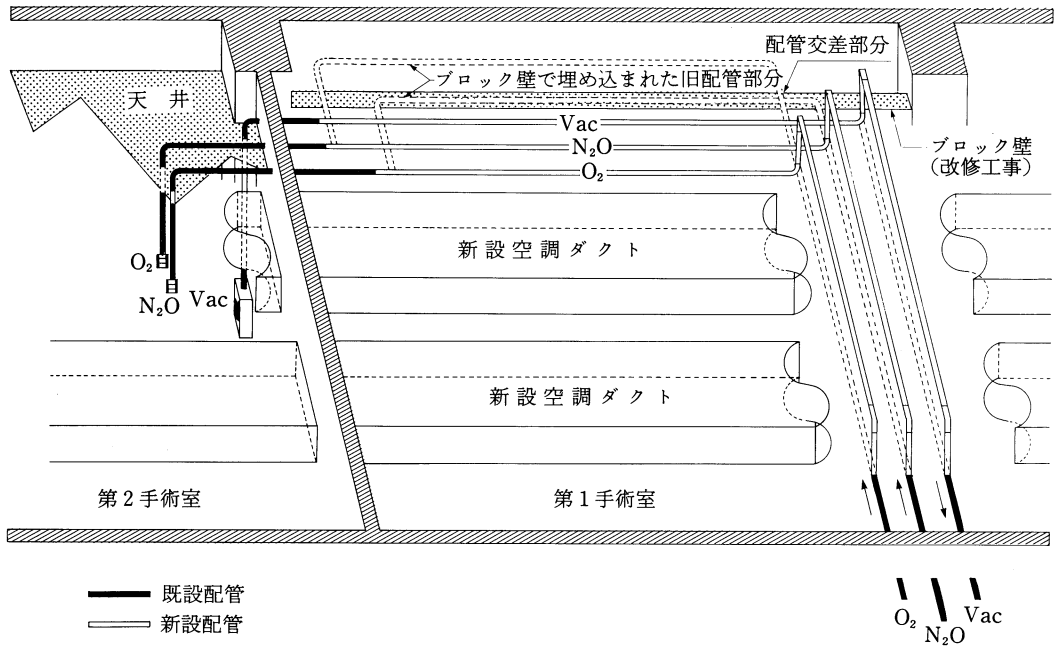 配管交差部分
ブロック壁で埋め込まれた旧配管部分
天井
Vac
N₂O
O₂
ブロック壁
(改修工事)
新設空調ダクト
O₂
N₂O
Vac
新設空調ダクト
第2手術室
第1手術室
既設配管
新設配管
O₂
N₂O
Vac